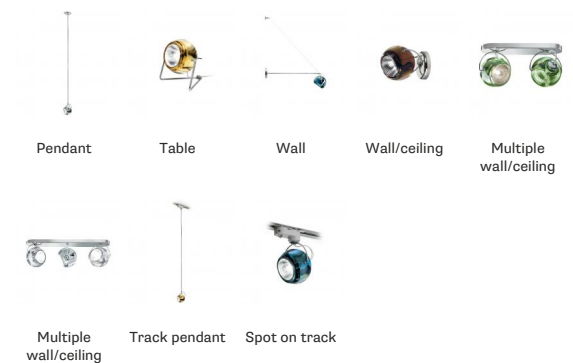 Pendant
Table
Wall
Wall/ceiling
Multiple
wall/ceiling
Multiple
wall/ceiling
Track pendant
Spot on track